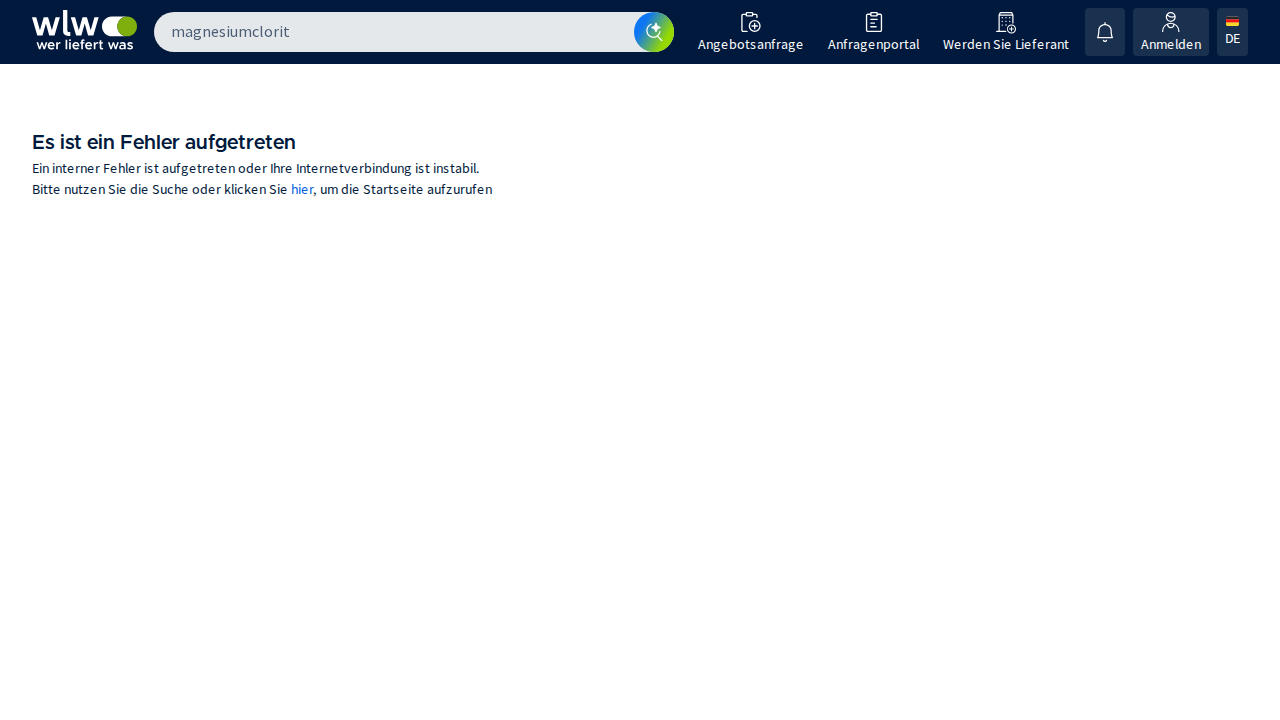 wlw
wer liefert was
magnesiumclorit
Angebotsanfrage
Anfragenportal
Werden Sie Lieferant
Anmelden
DE
Es ist ein Fehler aufgetreten
Ein interner Fehler ist aufgetreten oder Ihre Internetverbindung ist instabil.
Bitte nutzen Sie die Suche oder klicken Sie hier, um die Startseite aufzurufen